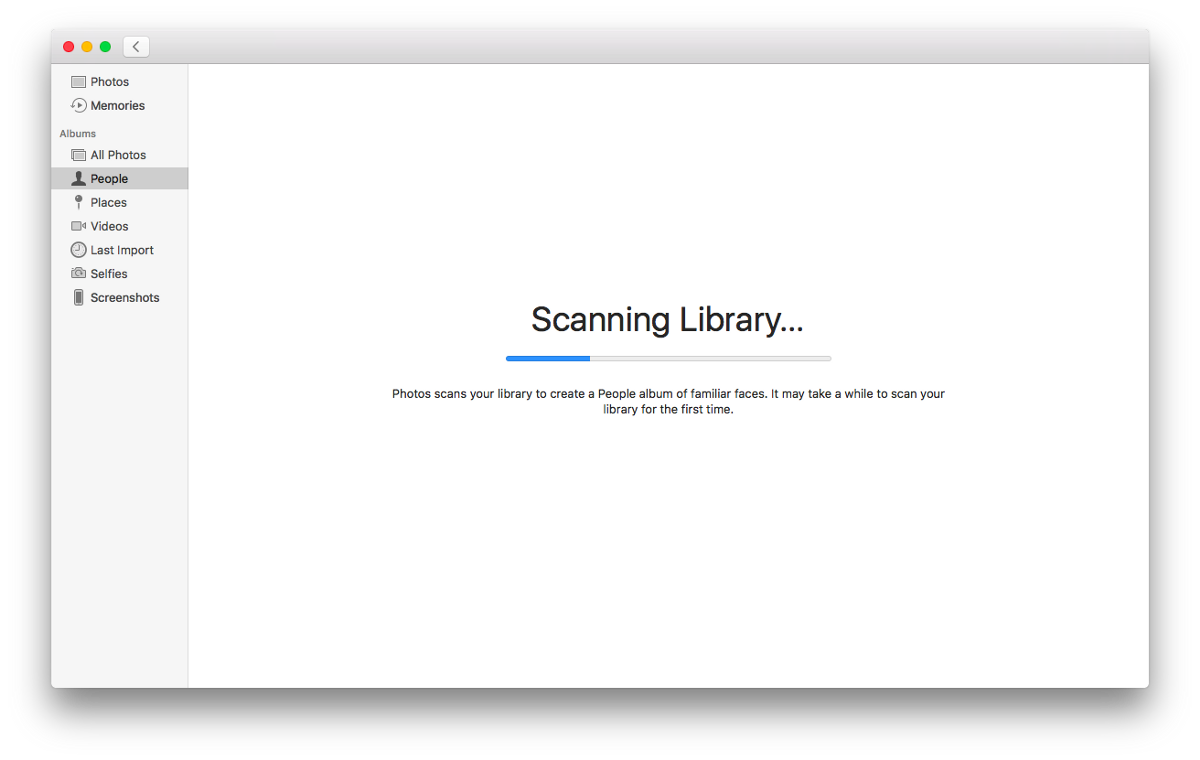 Photos
Memories
Albums
All Photos
People
Places
Videos
Last Import
Selfies
Screenshots
Scanning Library...
Photos scans your library to create a People album of familiar faces. It may take a while to scan your
library for the first time.